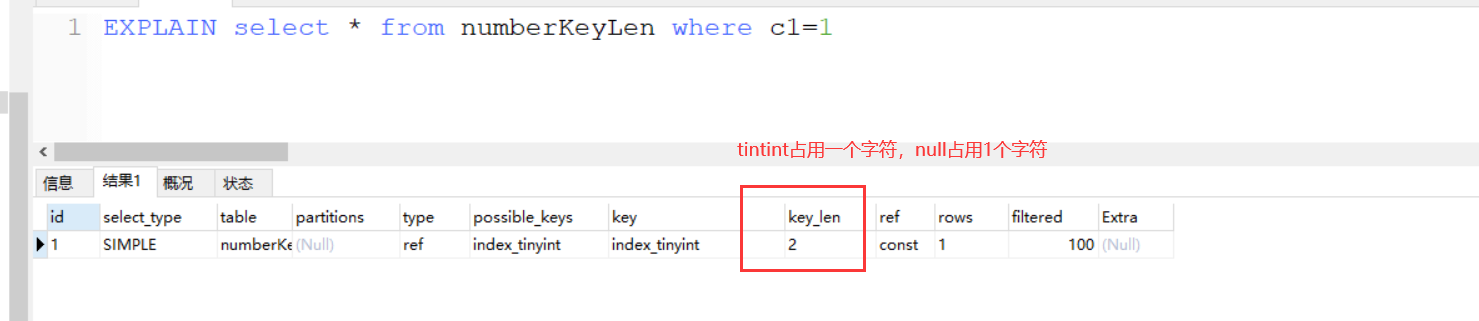 1 EXPLAIN select * from numberKeyLen where c1=1
tintint占用一个字符，null占用1个字符
信息 结果1 概况 状态
id select_type table partitions type possible_keys key key_len ref rows filtered Extra
1 SIMPLE numberKe (Null) ref index_tinyint index_tinyint 2 const 1 100 (Null)